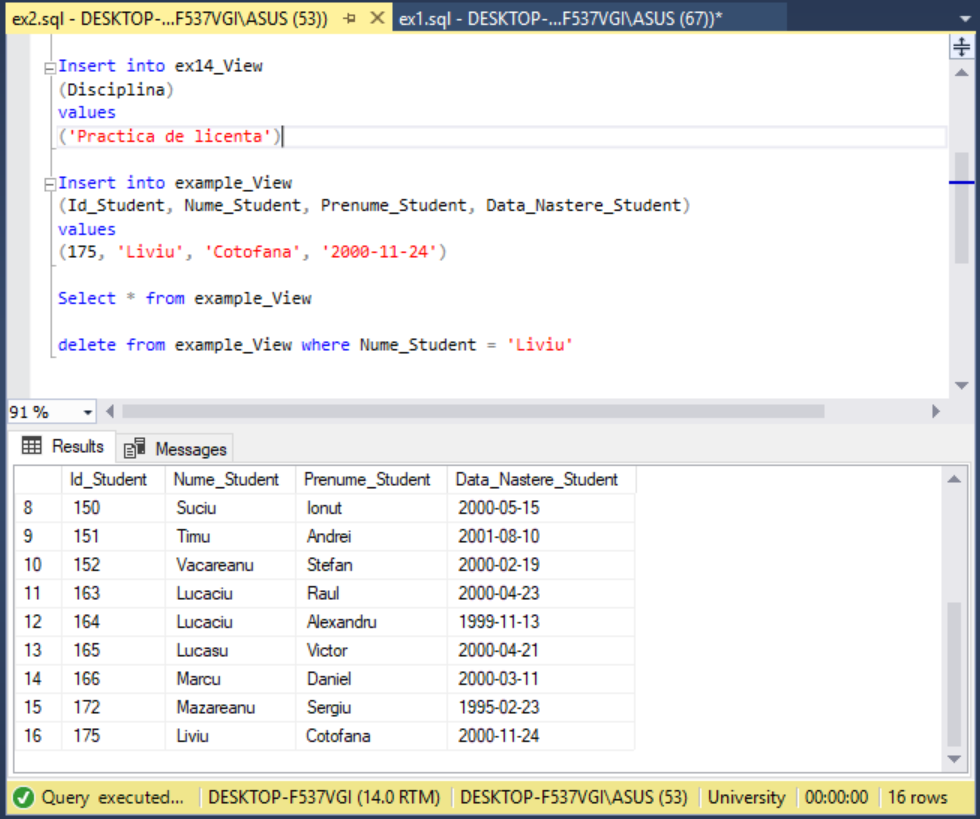 ex2.sql - DESKTOP-...F537VGI\ASUS (53)) ex1.sql - DESKTOP-...F537VGI\ASUS (67))*
Insert into ex14_View
(Disciplina)
values
('Practica de licenta')
Insert into example_View
(Id_Student, Nume_Student, Prenume_Student, Data_Nastere_Student)
values
(175, 'Liviu', 'Cotofana', '2000-11-24')
Select * from example_View
delete from example_View where Nume_Student = 'Liviu'
91 %
Results Messages
Id_Student Nume_Student Prenume_Student Data_Nastere_Student
8 150 Suciu Ionut 2000-05-15
9 151 Timu Andrei 2001-08-10
10 152 Vacareanu Stefan 2000-02-19
11 163 Lucaciu Raul 2000-04-23
12 164 Lucaciu Alexandru 1999-11-13
13 165 Lucasu Victor 2000-04-21
14 166 Marcu Daniel 2000-03-11
15 172 Mazareanu Sergiu 1995-02-23
16 175 Liviu Cotofana 2000-11-24
Query executed... DESKTOP-F537VGI (14.0 RTM) DESKTOP-F537VGI\ASUS (53) University 00:00:00 16 rows